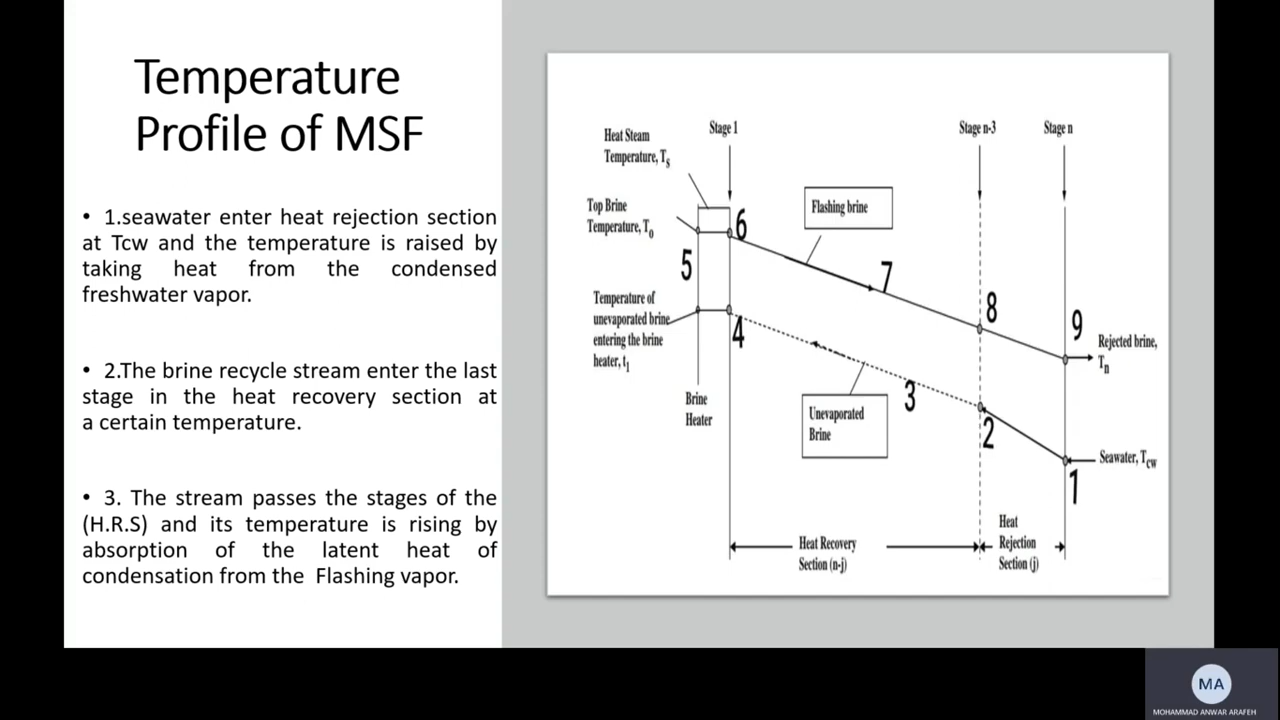 Temperature
Profile of MSF
• 1.seawater enter heat rejection section
at Tcw and the temperature is raised by
taking heat from the condensed
freshwater vapor.
• 2.The brine recycle stream enter the last
stage in the heat recovery section at
a certain temperature.
• 3. The stream passes the stages of the
(H.R.S) and its temperature is rising by
absorption of the latent heat of
condensation from the Flashing vapor.
Heat Steam
Temperature, Ts
Stage 1
Stage n-3
Stage n
Top Brine
Temperature, To
Flashing brine
6
5
7
Temperature of
unevaporated brine
entering the brine
heater, t1
4
8
9
Rejected brine,
Tn
Brine
Heater
3
Unevaporated
Brine
2
Seawater, Tcw
1
Heat Recovery
Section (n-j)
Heat
Rejection
Section (j)
MA
MOHAMMAD ANWAR ARAFEH